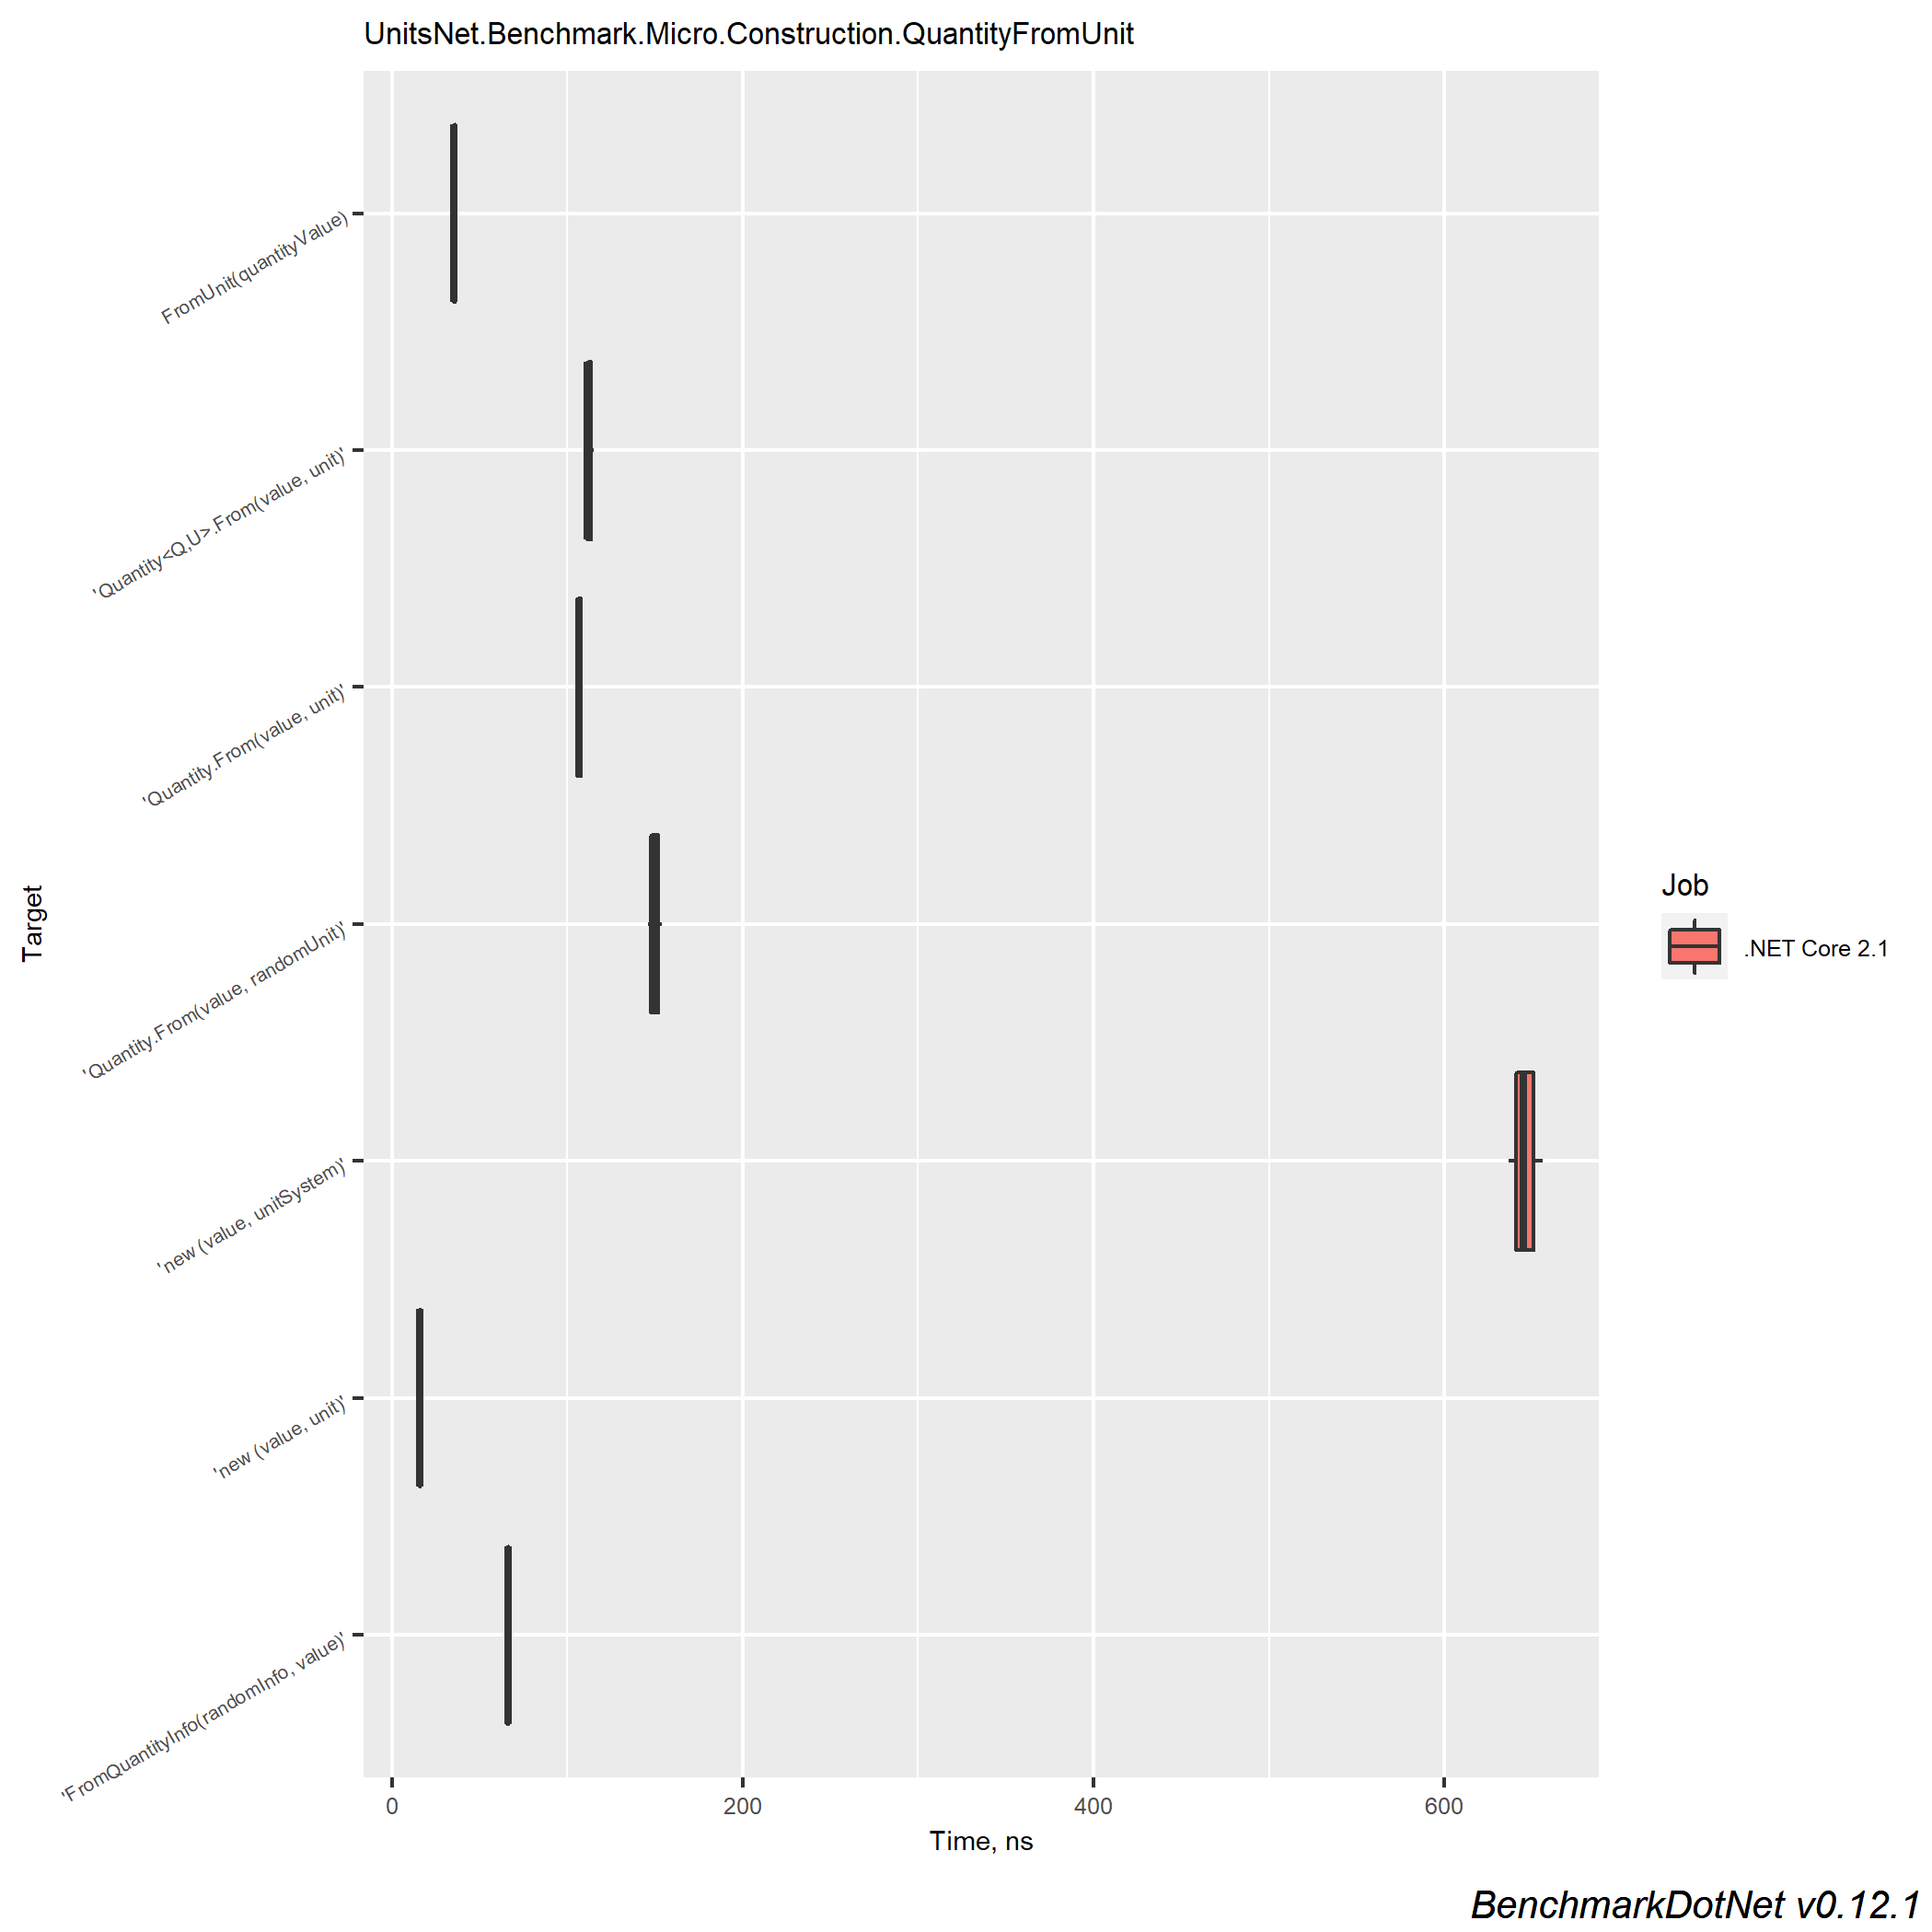 UnitsNet.Benchmark.Micro.Construction.QuantityFromUnit
FromUnit(quantityValue)
'Quantity<Q,U>.From(value, unit)'
'Quantity.From(value, unit)'
'Quantity.From(value, randomUnit)'
'new (value, unitSystem)'
'new (value, unit)'
'FromQuantityInfo(randomInfo, value)'
Target
0 200 400 600
Time, ns
Job
.NET Core 2.1
BenchmarkDotNet v0.12.1